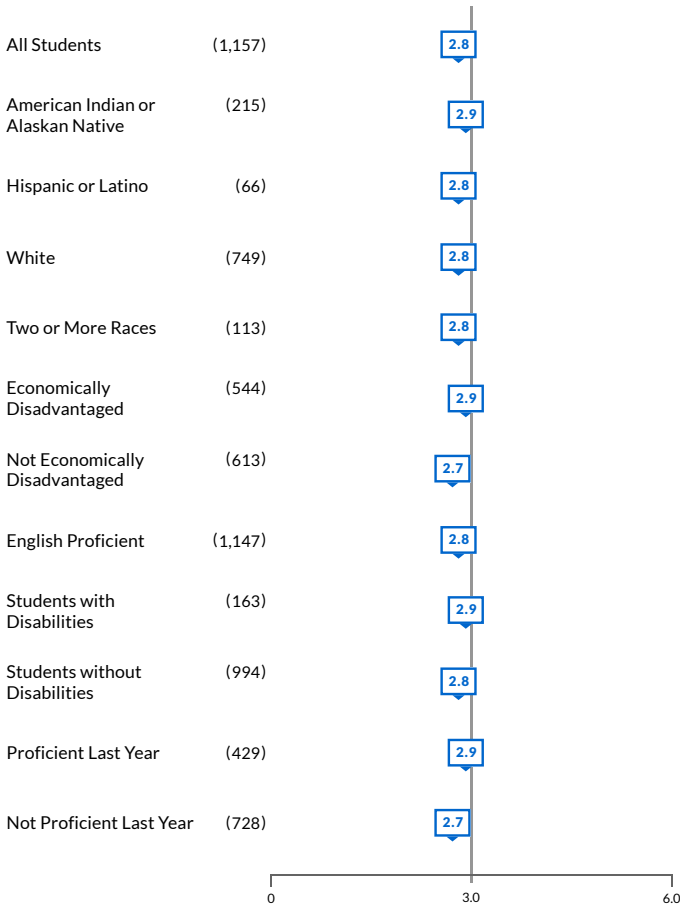 All Students (1,157) 2.8
American Indian or (215)
Alaskan Native
2.9
Hispanic or Latino (66) 2.8
White (749) 2.8
Two or More Races (113) 2.8
Economically (544)
Disadvantaged
2.9
Not Economically (613)
Disadvantaged
2.7
English Proficient (1,147) 2.8
Students with (163)
Disabilities
2.9
Students without (994)
Disabilities
2.8
Proficient Last Year (429) 2.9
Not Proficient Last Year (728) 2.7
0 3.0 6.0